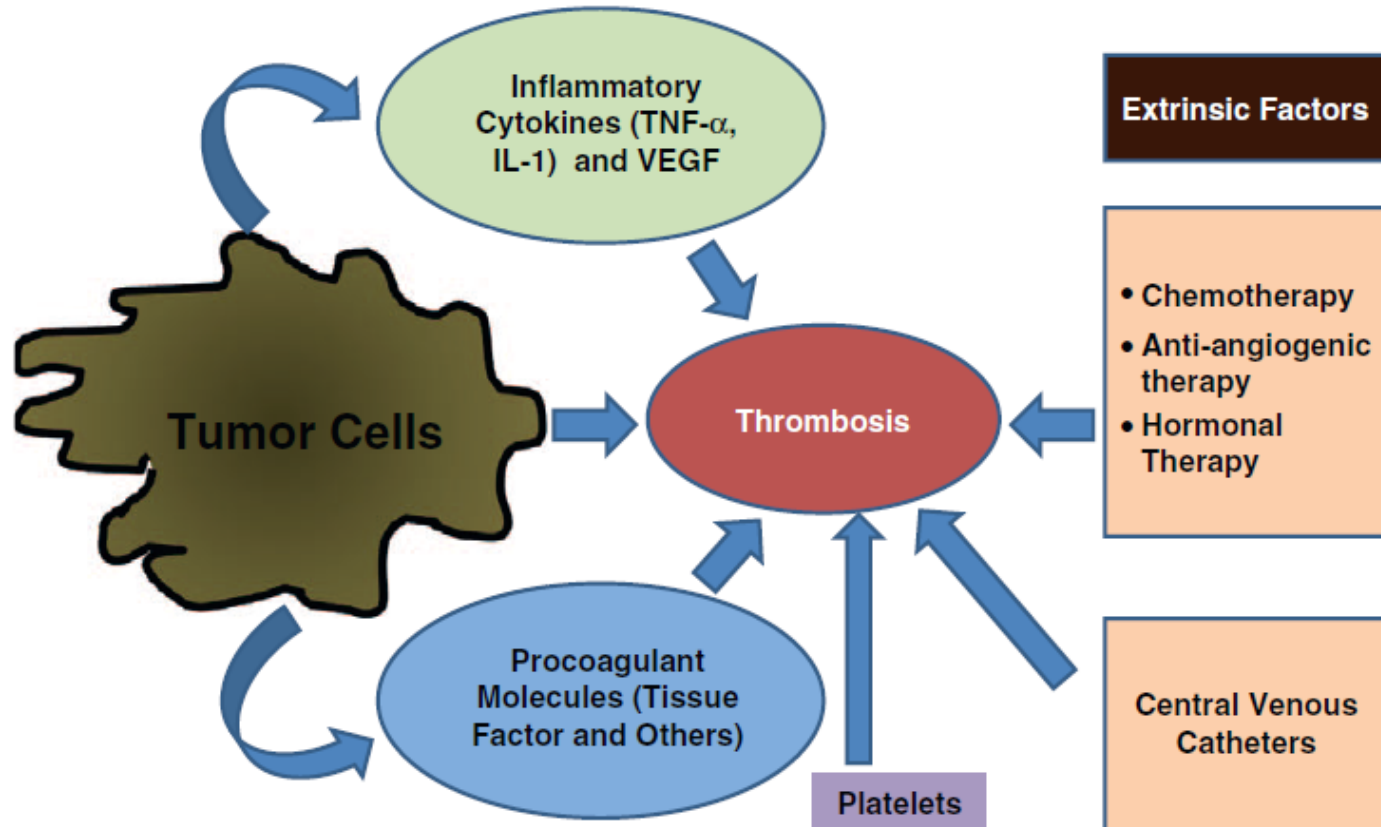 Inflammatory
Cytokines (TNF-α,
IL-1) and VEGF
Extrinsic Factors
• Chemotherapy
• Anti-angiogenic
therapy
• Hormonal
Therapy
Tumor Cells
Thrombosis
Procoagulant
Molecules (Tissue
Factor and Others)
Central Venous
Catheters
Platelets